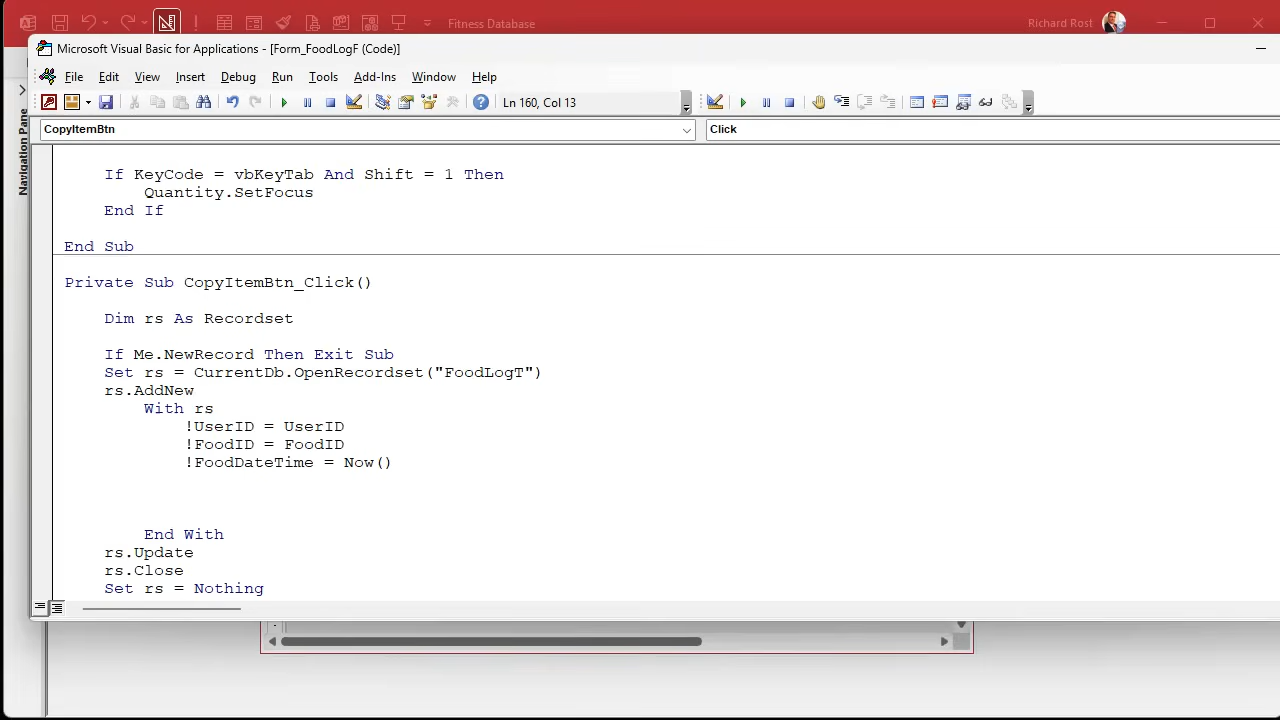 Fitness Database
Richard Rost
Microsoft Visual Basic for Applications - [Form_FoodLogF (Code)]
File Edit View Insert Format Debug Run Tools Add-Ins Window Help
Ln 160, Col 13
CopyItemBtn
Click
Navigation Pane
If KeyCode = vbKeyTab And Shift = 1 Then
Quantity.SetFocus
End If
End Sub
Private Sub CopyItemBtn_Click()
Dim rs As Recordset
If Me.NewRecord Then Exit Sub
Set rs = CurrentDb.OpenRecordset("FoodLogT")
rs.AddNew
With rs
!UserID = UserID
!FoodID = FoodID
!FoodDateTime = Now()
End With
rs.Update
rs.Close
Set rs = Nothing